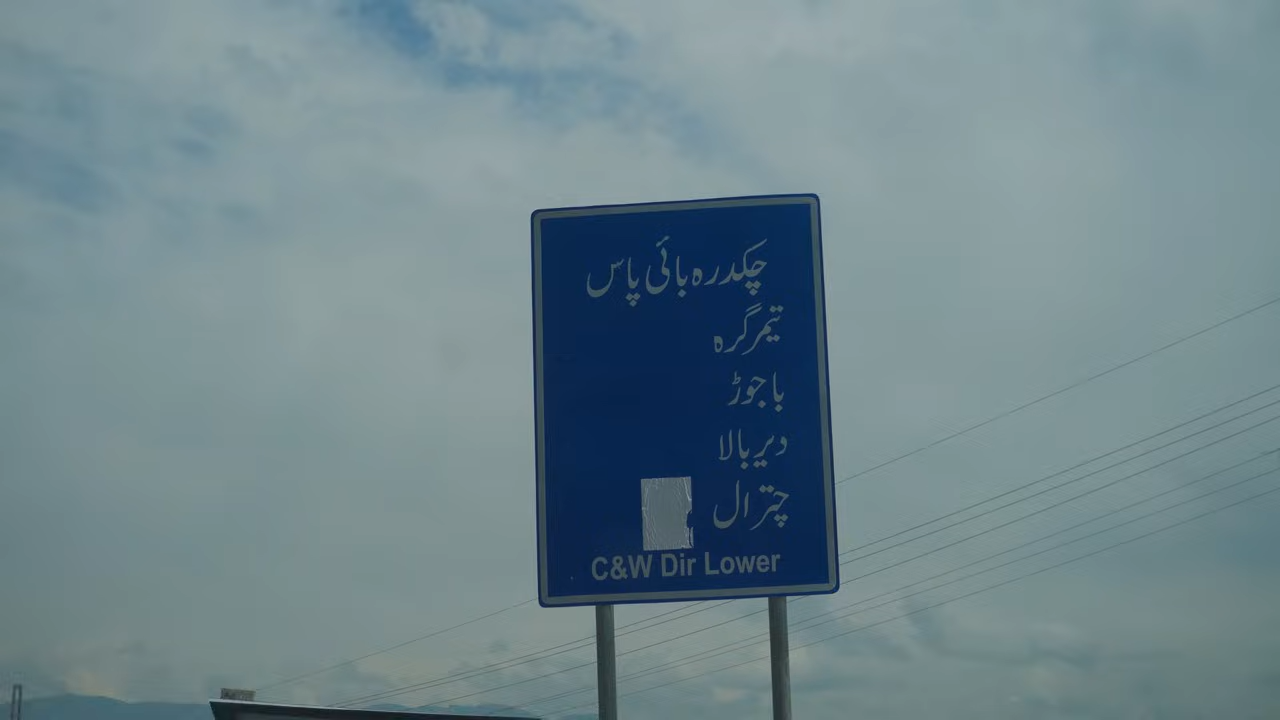 چکدرہ بائی پاس
تیمرگرہ
باجوڑ
دیر بالا
چترال
C&W Dir Lower